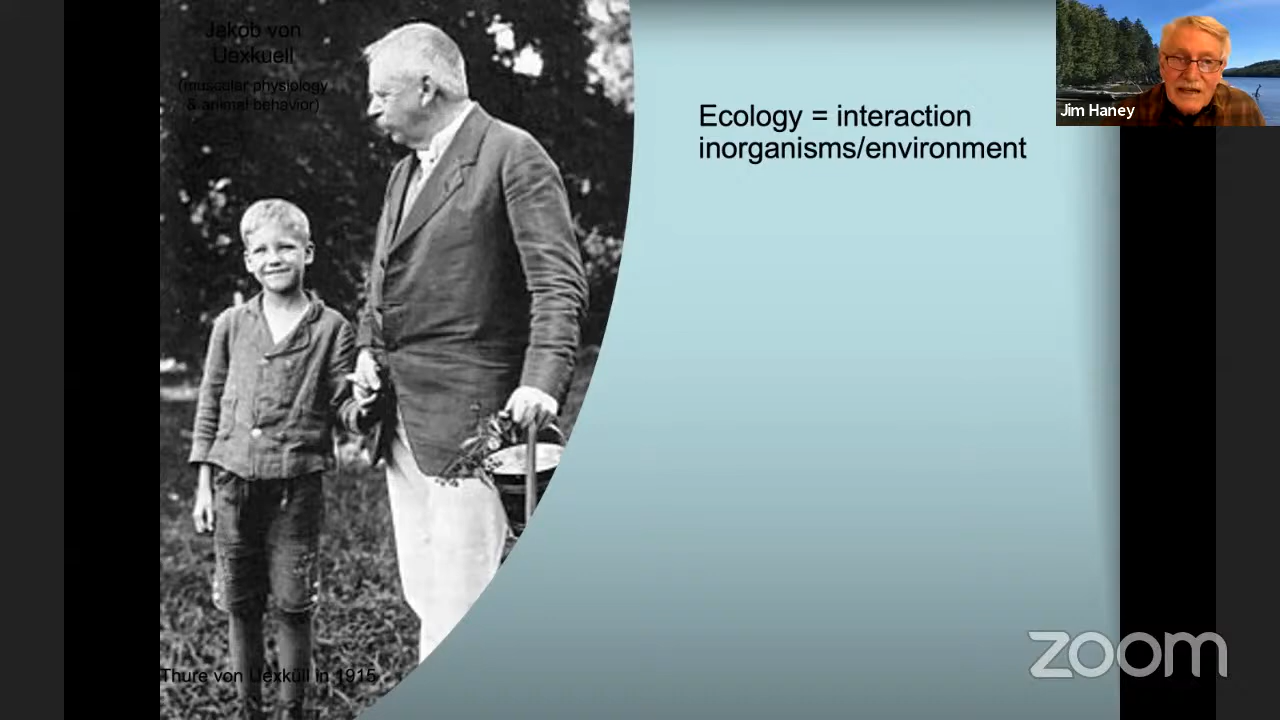 Jakob von
Uexkuell
(muscular physiology
& animal behavior)
Ecology = interaction
inorganisms/environment
Jim Haney
Thure von Uexküll in 1915
zoom